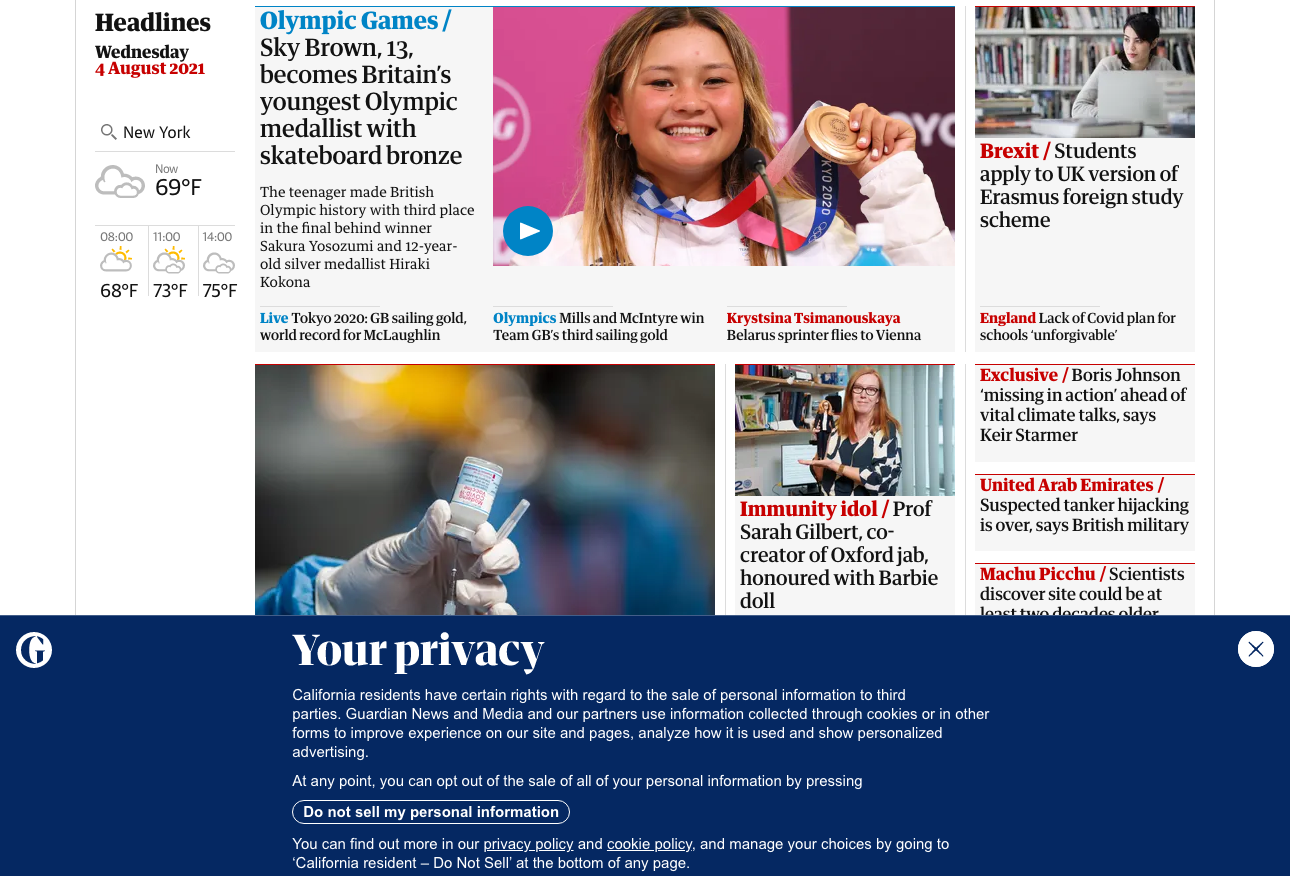 Headlines
Wednesday
4 August 2021
New York
Now
69°F
08:00
11:00
14:00
68°F
73°F
75°F
Olympic Games /
Sky Brown, 13,
becomes Britain’s
youngest Olympic
medallist with
skateboard bronze
The teenager made British
Olympic history with third place
in the final behind winner
Sakura Yosozumi and 12-year-
old silver medallist Hiraki
Kokona
Live Tokyo 2020: GB sailing gold,
world record for McLaughlin
Olympics Mills and McIntyre win
Team GB’s third sailing gold
Krystsina Tsimanouskaya
Belarus sprinter flies to Vienna
Brexit / Students
apply to UK version of
Erasmus foreign study
scheme
England Lack of Covid plan for
schools ‘unforgivable’
Immunity idol / Prof
Sarah Gilbert, co-
creator of Oxford jab,
honoured with Barbie
doll
Exclusive / Boris Johnson
‘missing in action’ ahead of
vital climate talks, says
Keir Starmer
United Arab Emirates /
Suspected tanker hijacking
is over, says British military
Machu Picchu / Scientists
discover site could be at
least two decades older
Your privacy
California residents have certain rights with regard to the sale of personal information to third
parties. Guardian News and Media and our partners use information collected through cookies or in other
forms to improve experience on our site and pages, analyze how it is used and show personalized
advertising.
At any point, you can opt out of the sale of all of your personal information by pressing
Do not sell my personal information
You can find out more in our privacy policy and cookie policy, and manage your choices by going to
‘California resident – Do Not Sell’ at the bottom of any page.